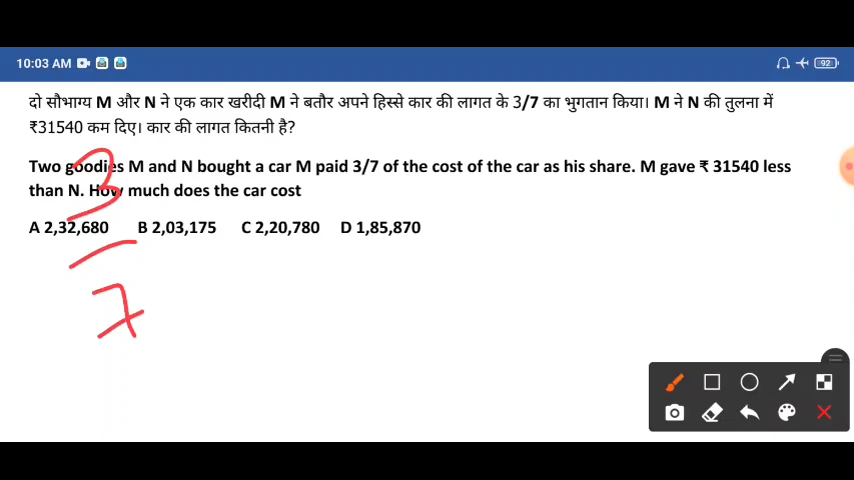 10:03 AM
92
दो सौभाग्य M और N ने एक कार खरीदी M ने बतौर अपने हिस्से कार की लागत के 3/7 का भुगतान किया। M ने N की तुलना में
₹31540 कम दिए। कार की लागत कितनी है?
Two goodies M and N bought a car M paid 3/7 of the cost of the car as his share. M gave ₹ 31540 less
than N. How much does the car cost
A 2,32,680 B 2,03,175 C 2,20,780 D 1,85,870
3
7